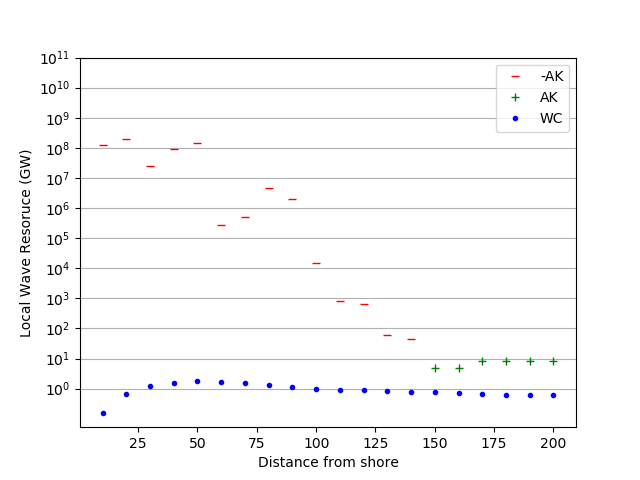 10¹¹
10¹⁰
10⁹
10⁸
10⁷
10⁶
10⁵
10⁴
10³
10²
10¹
10⁰
Local Wave Resoruce (GW)
-AK
AK
WC
25 50 75 100 125 150 175 200
Distance from shore